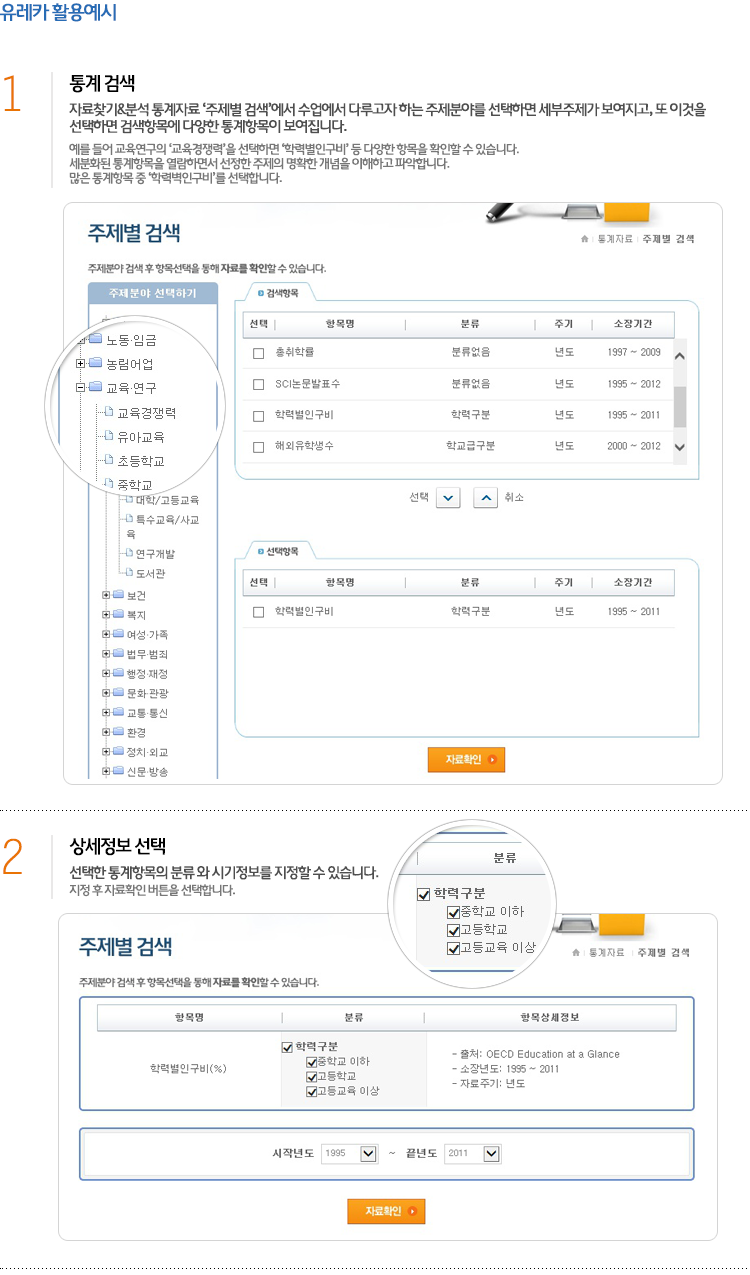 유레카 활용예시
1
통계 검색
자료찾기&분석 통계자료 ‘주제별 검색’에서 수업에서 다루고자 하는 주제분야를 선택하면 세부주제가 보여지고, 또 이것을
선택하면 검색항목에 다양한 통계항목이 보여집니다.
예를 들어 교육연구의 ‘교육경쟁력’을 선택하면 ‘학력별인구비’ 등 다양한 항목을 확인할 수 있습니다.
세분화된 통계항목을 열람하면서 선정한 주제의 명확한 개념을 이해하고 파악합니다.
많은 통계항목 중 ‘학력벽인구비’를 선택합니다.
주제별 검색
통계자료 주제별 검색
주제분야 검색 후 항목선택을 통해 자료를 확인할 수 있습니다.
주제분야 선택하기
노동·임금
농림어업
교육·연구
교육경쟁력
유아교육
초등학교
중학교
대학/고등교육
특수교육/사교
육
연구개발
도서관
보건
복지
여성·가족
법무·범죄
행정·재정
문화·관광
교통·통신
환경
정치·외교
신문·방송
검색항목
선택 항목명 분류 주기 소장기간
총취학률 분류없음 년도 1997 ~ 2009
SCI논문발표수 분류없음 년도 1995 ~ 2012
학력별인구비 학력구분 년도 1995 ~ 2011
해외유학생수 학교급구분 년도 2000 ~ 2012
선택 취소
선택항목
선택 항목명 분류 주기 소장기간
학력별인구비 학력구분 년도 1995 ~ 2011
자료확인
2
상세정보 선택
선택한 통계항목의 분류 와 시기정보를 지정할 수 있습니다.
지정 후 자료확인 버튼을 선택합니다.
분류
학력구분
중학교 이하
고등학교
고등교육 이상
주제별 검색
통계자료 주제별 검색
주제분야 검색 후 항목선택을 통해 자료를 확인할 수 있습니다.
항목명 분류 항목상세정보
학력별인구비(%)
학력구분
중학교 이하
고등학교
고등교육 이상
- 출처: OECD Education at a Glance
- 소장년도: 1995 ~ 2011
- 자료주기: 년도
시작년도 1995 ~ 끝년도 2011
자료확인